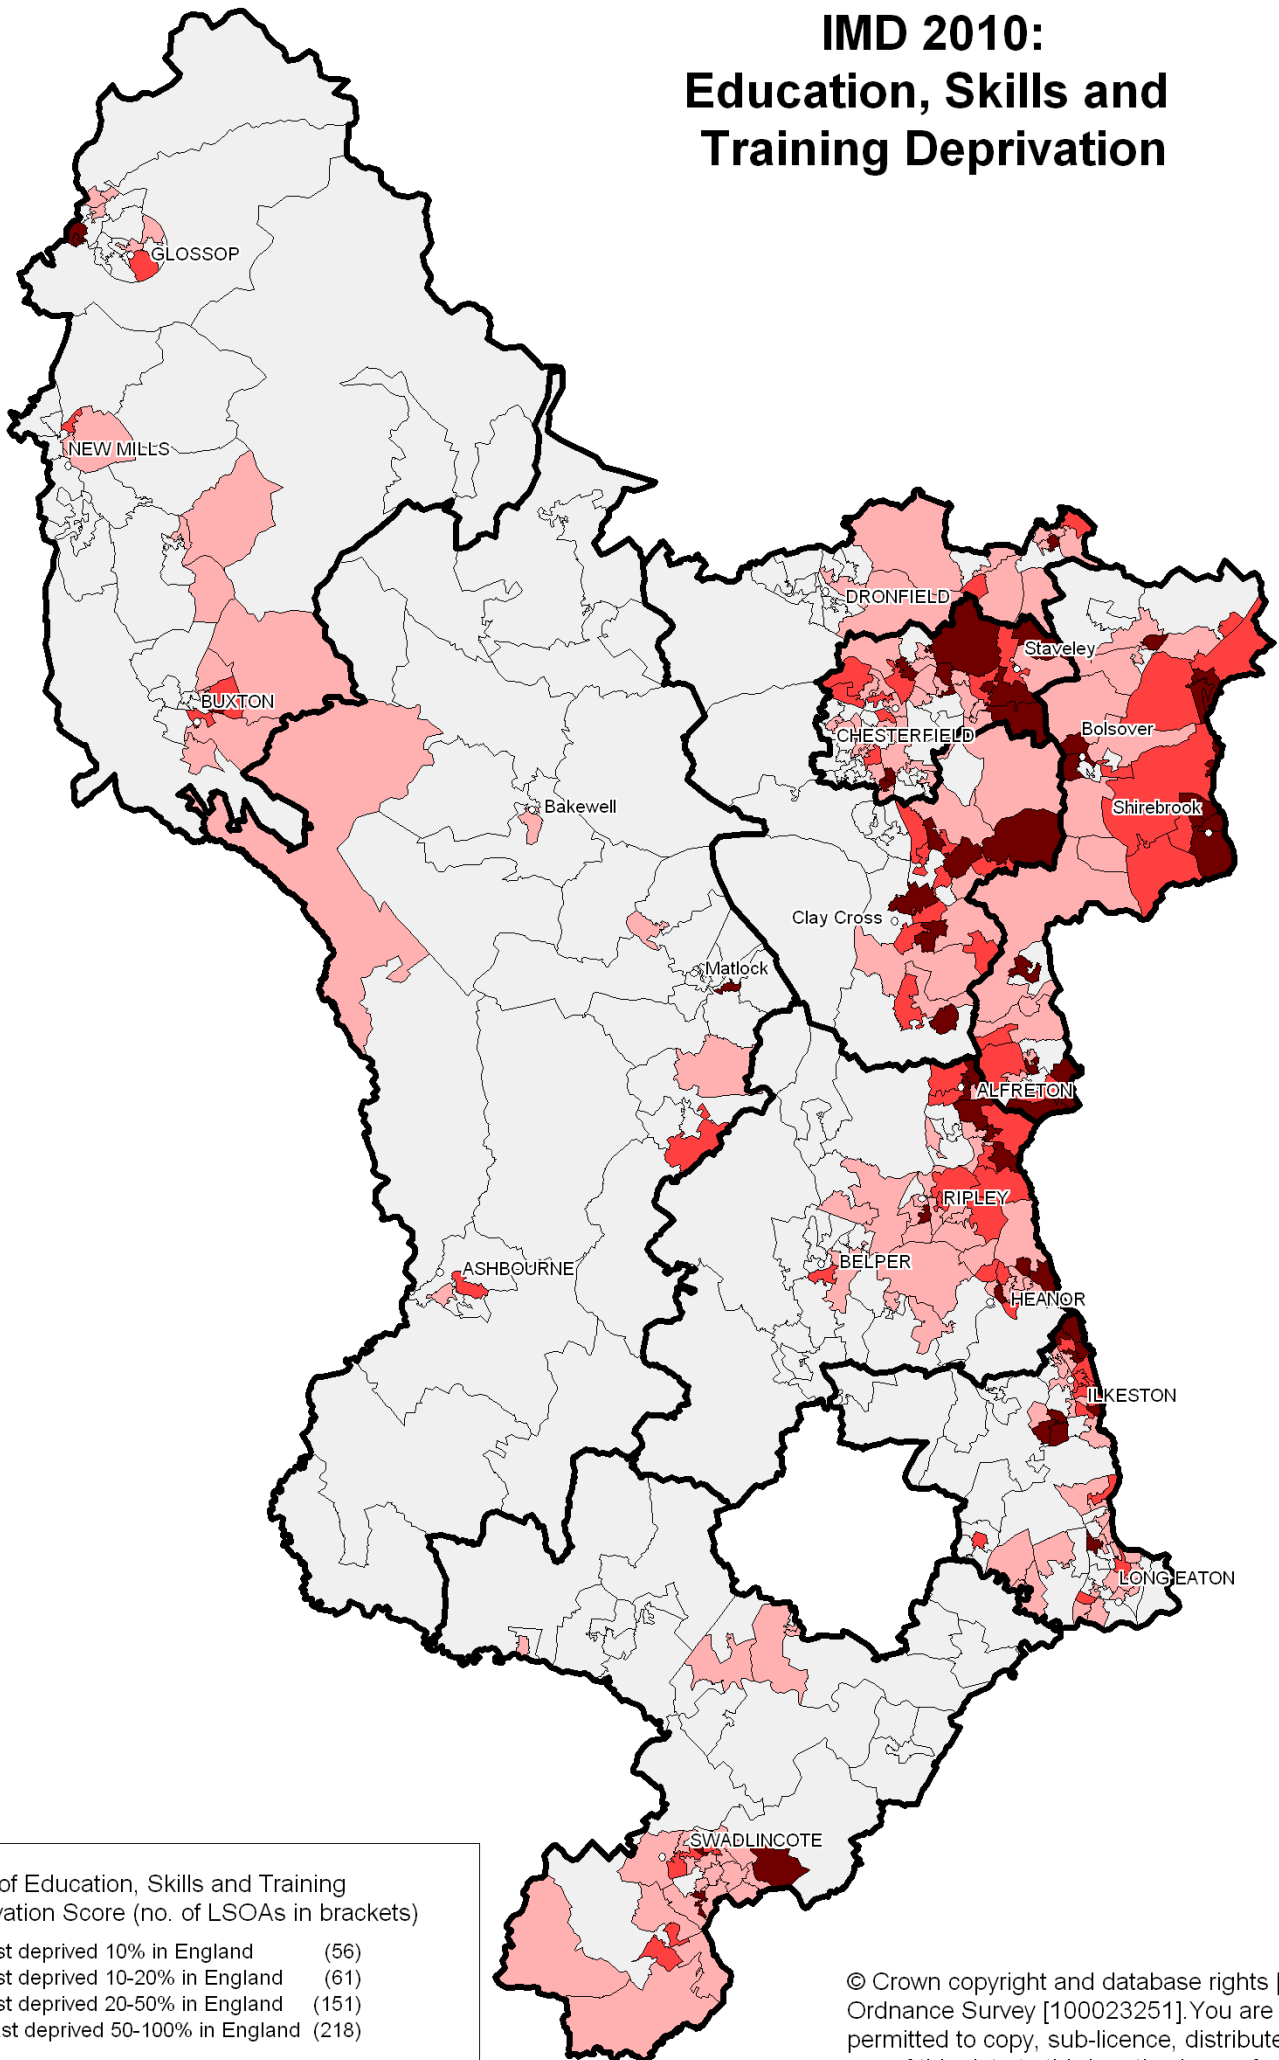 IMD 2010:
Education, Skills and
Training Deprivation
GLOSSOP
NEW MILLS
DRONFIELD
Staveley
BUXTON
Bolsover
CHESTERFIELD
Bakewell
Shirebrook
Clay Cross
Matlock
ALFRETON
RIPLEY
BELPER
ASHBOURNE
HEANOR
ILKESTON
LONG EATON
SWADLINCOTE
of Education, Skills and Training
vation Score (no. of LSOAs in brackets)
st deprived 10% in England (56)
st deprived 10-20% in England (61)
st deprived 20-50% in England (151)
st deprived 50-100% in England (218)
© Crown copyright and database rights [
Ordnance Survey [100023251].You are
permitted to copy, sub-licence, distribute